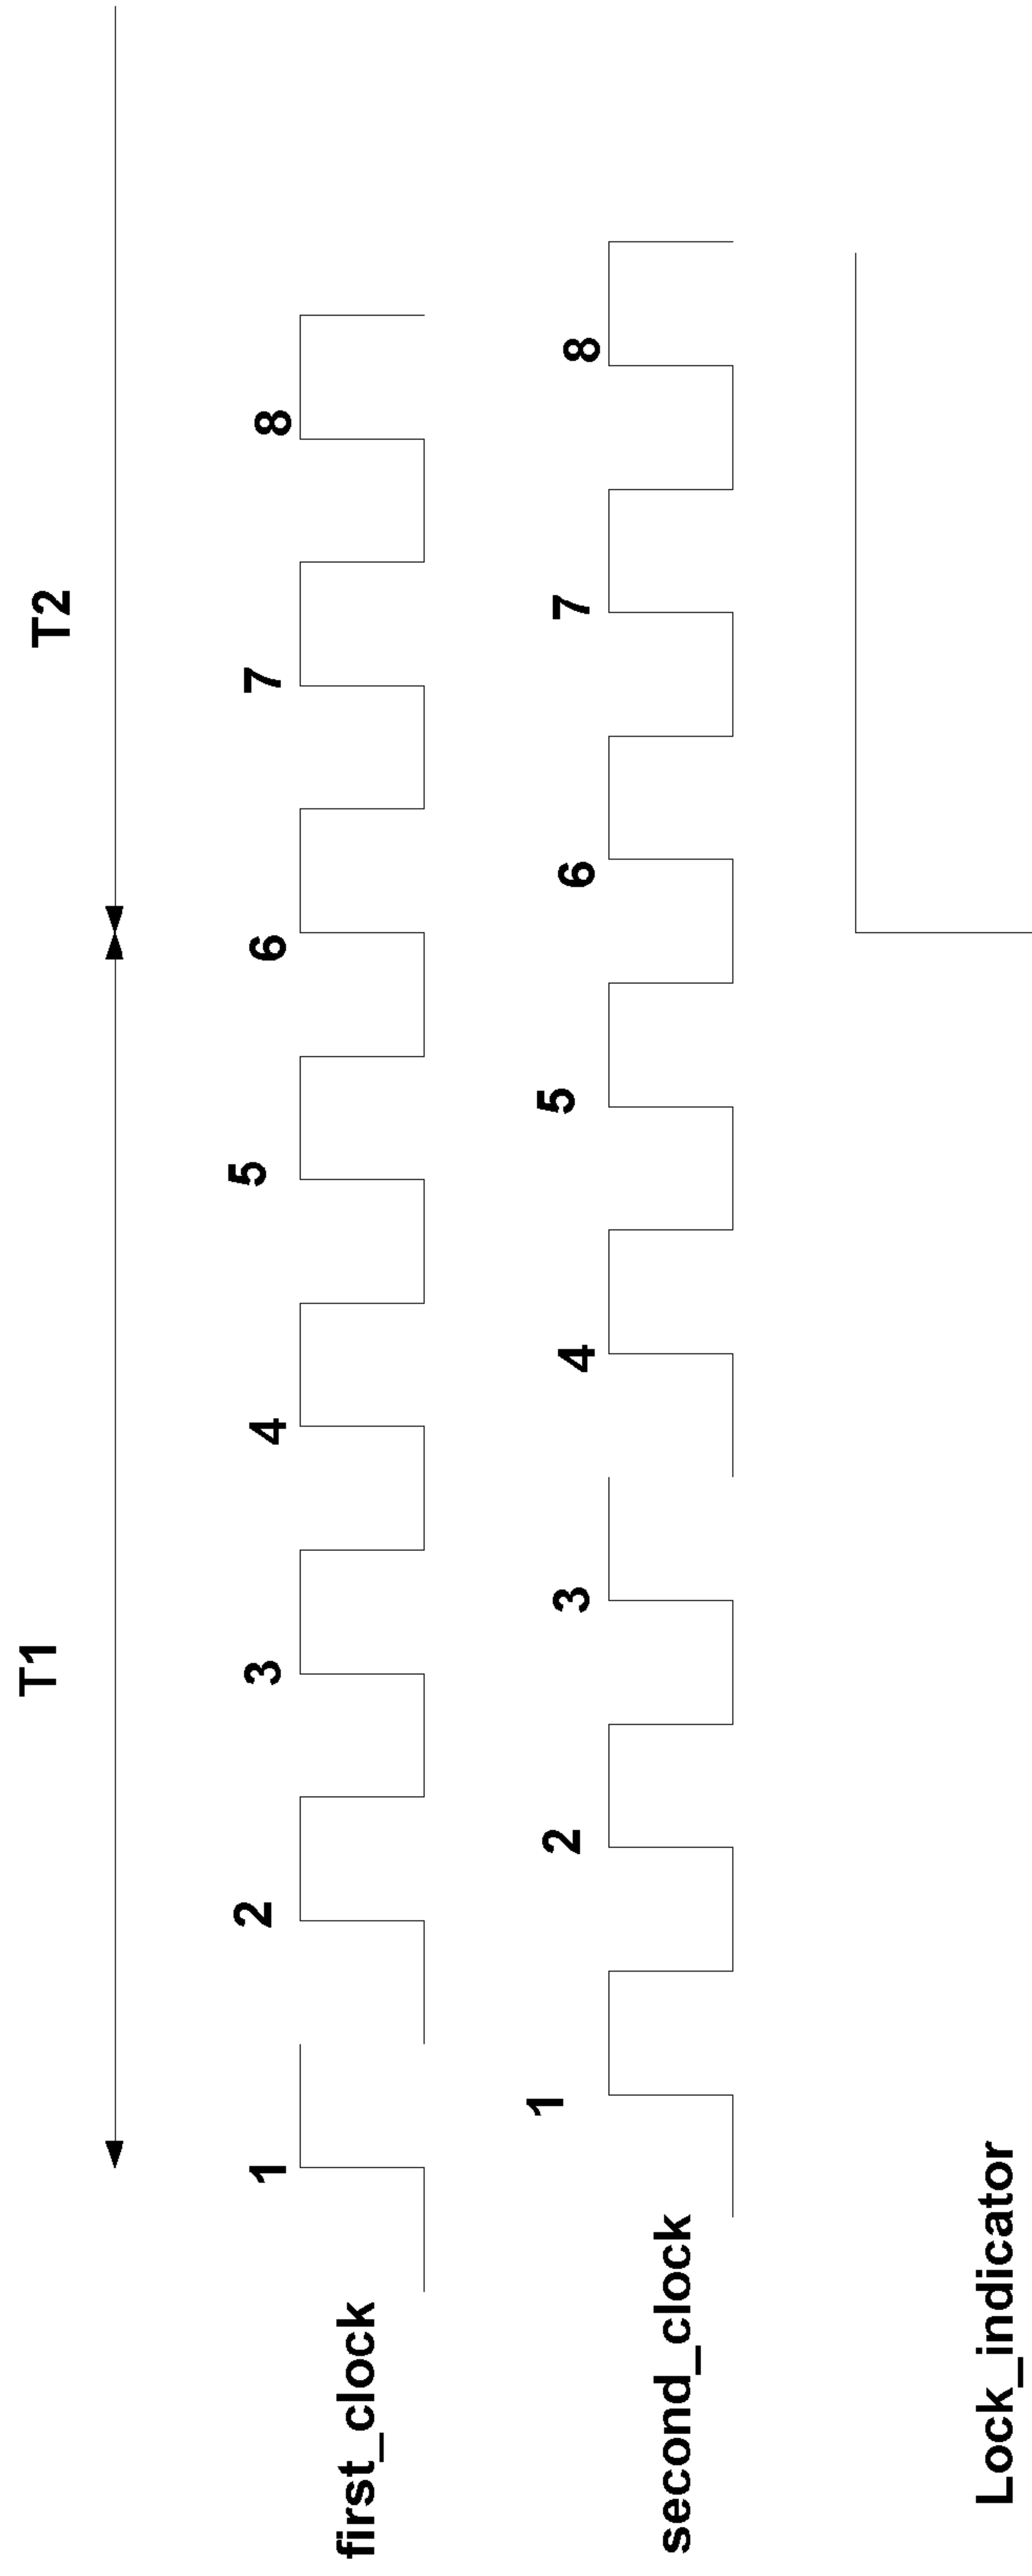 T1 T2
1 2 3 4 5 6 7 8
first_clock
1 2 3 4 5 6 7 8
second_clock
Lock_indicator